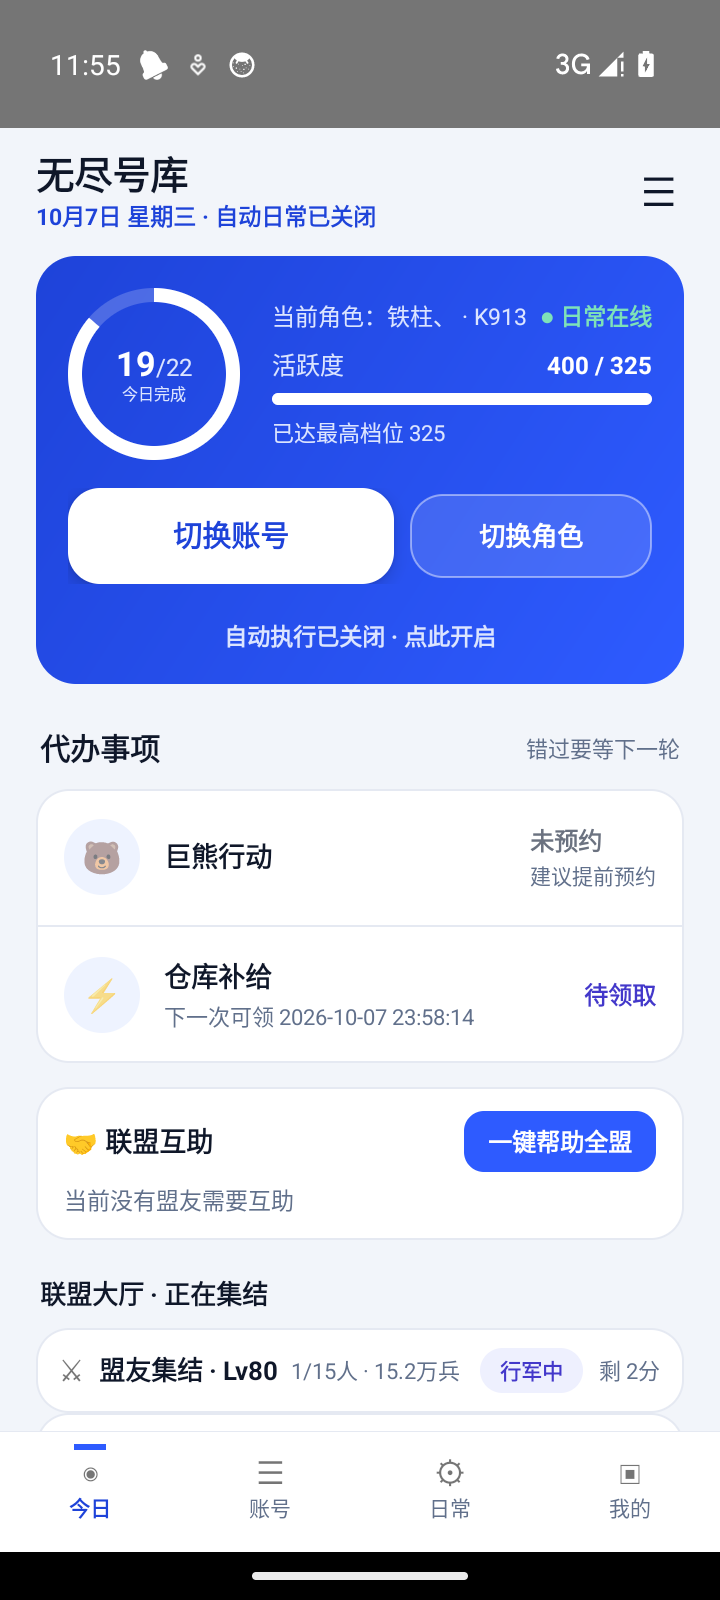 11:55
3G
无尽号库
10月7日 星期三 · 自动日常已关闭
19/22
今日完成
当前角色：铁柱、 · K913
日常在线
活跃度
400 / 325
已达最高档位 325
切换账号
切换角色
自动执行已关闭 · 点此开启
代办事项
错过要等下一轮
巨熊行动
未预约
建议提前预约
仓库补给
下一次可领 2026-10-07 23:58:14
待领取
联盟互助
一键帮助全盟
当前没有盟友需要互助
联盟大厅 · 正在集结
盟友集结 · Lv80
1/15人 · 15.2万兵
行军中
剩 2分
今日
账号
日常
我的